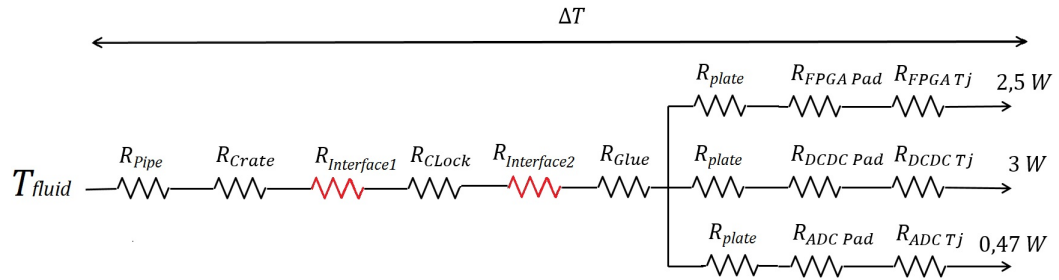 ΔT
R_plate R_FPGA Pad R_FPGA Tj 2,5 W
T_fluid R_Pipe R_Crate R_Interface1 R_CLock R_Interface2 R_Glue R_plate R_DCDC Pad R_DCDC Tj 3 W
R_plate R_ADC Pad R_ADC Tj 0,47 W